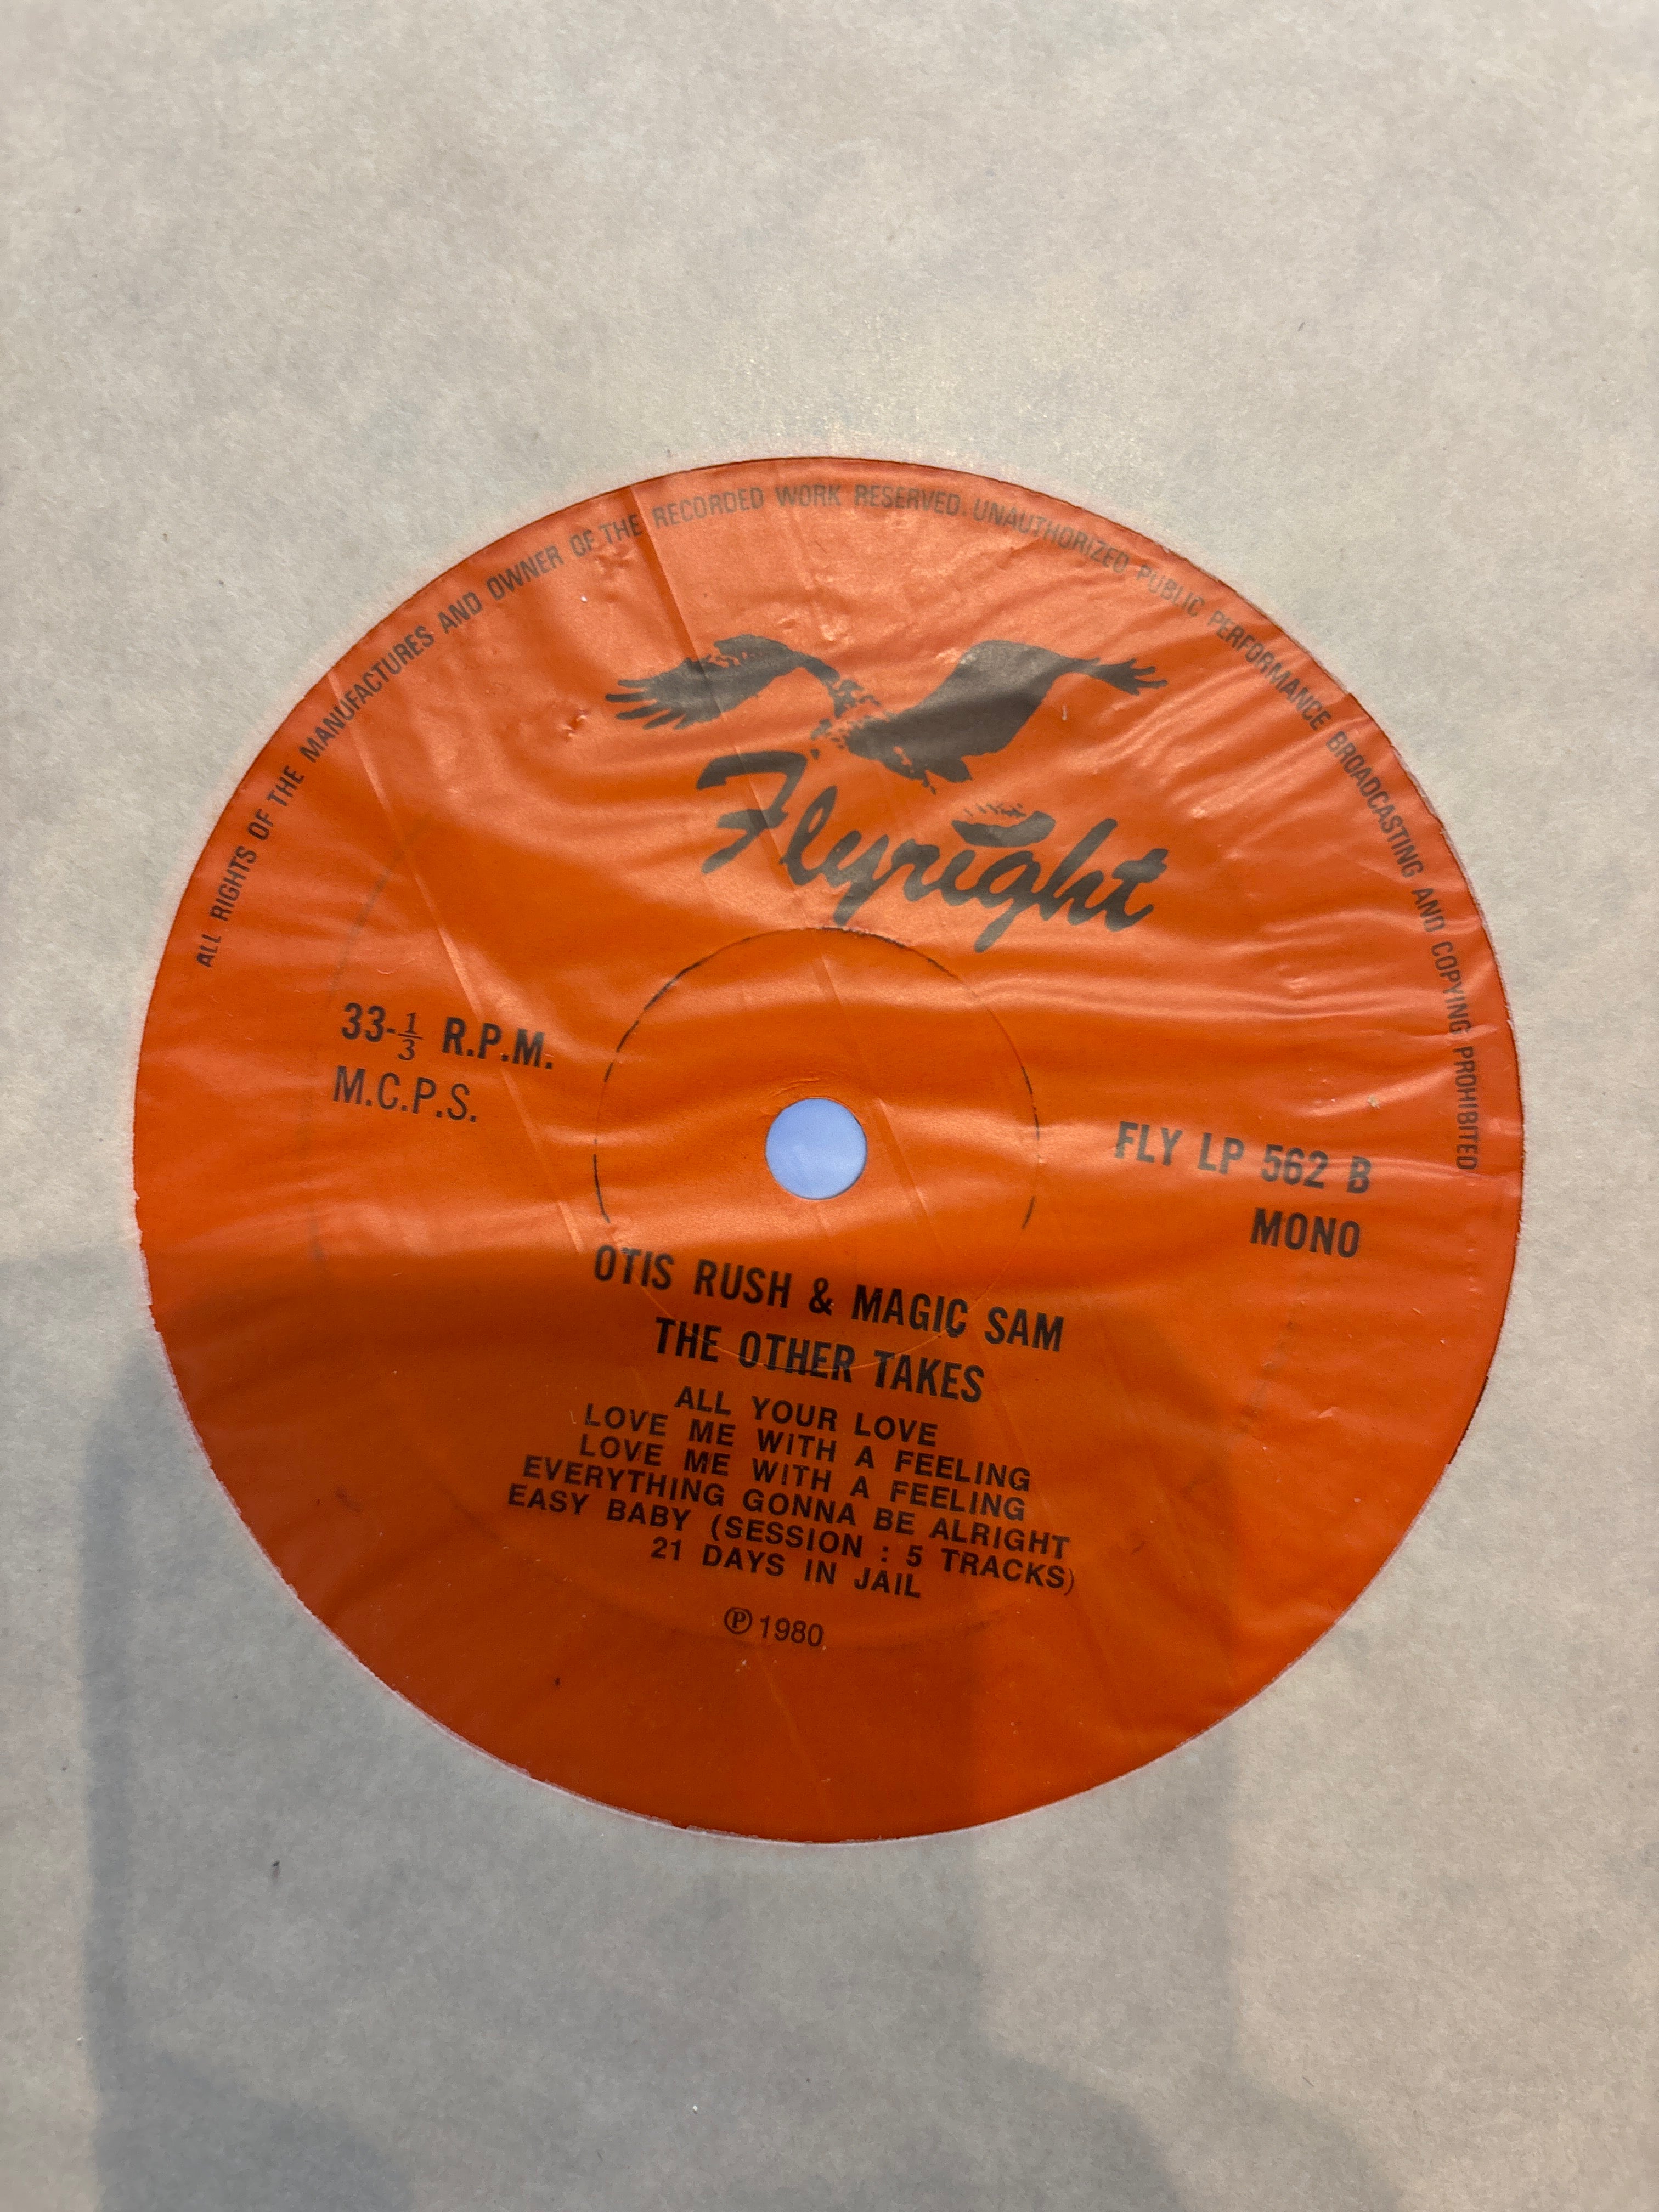 ALL RIGHTS OF THE MANUFACTURES AND OWNER OF THE RECORDED WORK RESERVED. UNAUTHORIZED PUBLIC PERFORMANCE BROADCASTING AND COPYING PROHIBITED
Flyright
33-1/3 R.P.M.
M.C.P.S.
FLY LP 562 B
MONO
OTIS RUSH & MAGIC SAM
THE OTHER TAKES
ALL YOUR LOVE
LOVE ME WITH A FEELING
LOVE ME WITH A FEELING
EVERYTHING GONNA BE ALRIGHT
EASY BABY (SESSION : 5 TRACKS)
21 DAYS IN JAIL
℗ 1980